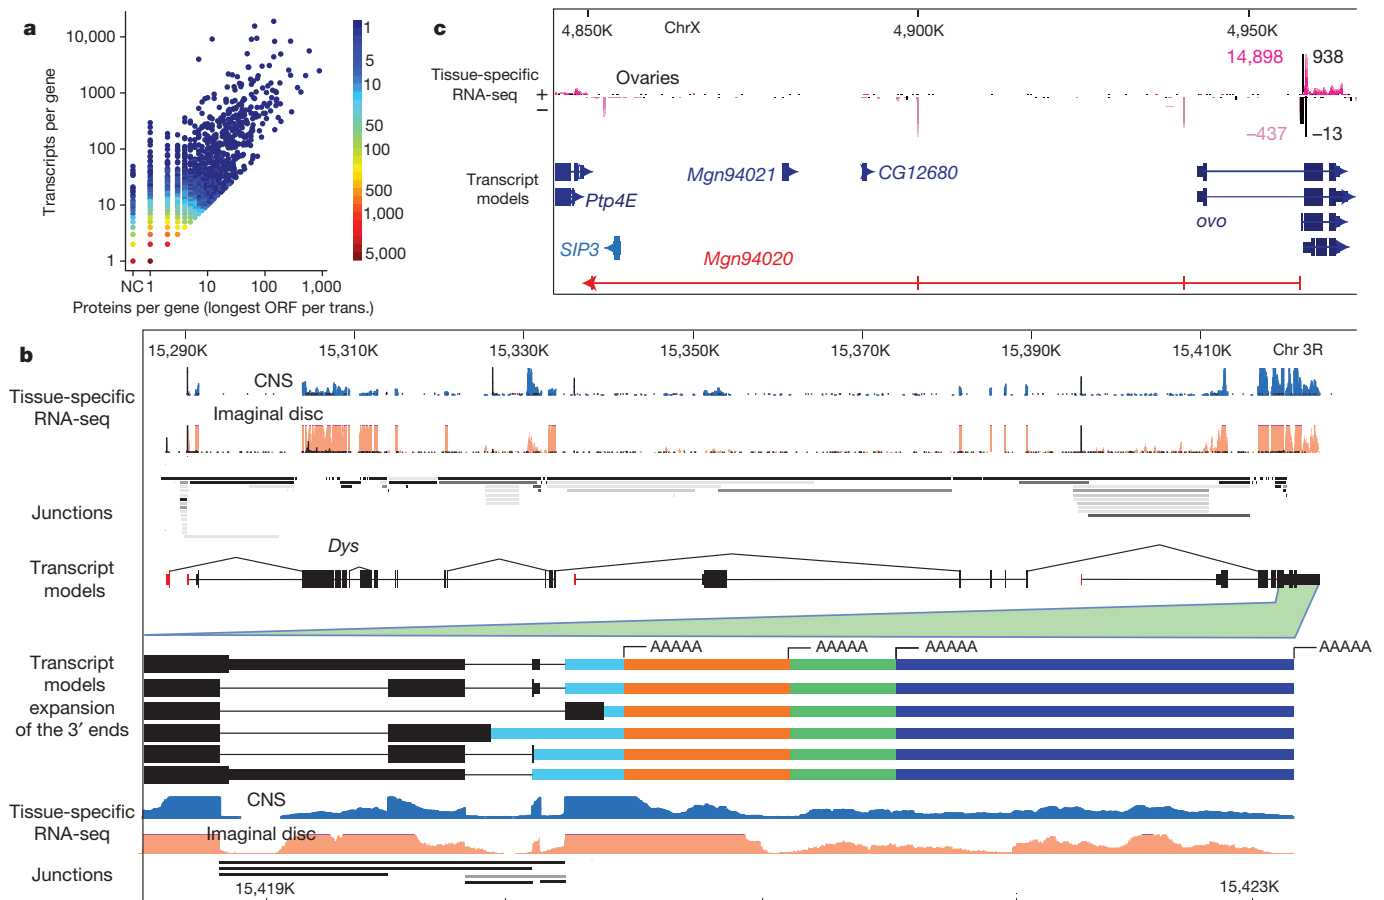 a
Transcripts per gene
10,000
1000
100
10
1
NC 1 10 100 1,000
Proteins per gene (longest ORF per trans.)
1
5
10
50
100
500
1,000
5,000
c
4,850K ChrX 4,900K 4,950K
Tissue-specific
RNA-seq
+
–
Ovaries
14,898 938
–437 –13
Transcript
models
Mgn94021
CG12680
Ptp4E
ovo
SIP3
Mgn94020
b
15,290K 15,310K 15,330K 15,350K 15,370K 15,390K 15,410K Chr 3R
Tissue-specific
RNA-seq
CNS
Imaginal disc
Junctions
Dys
Transcript
models
Transcript
models
expansion
of the 3′ ends
AAAAA AAAAA AAAAA AAAAA
Tissue-specific
RNA-seq
CNS
Imaginal disc
Junctions
15,419K 15,423K